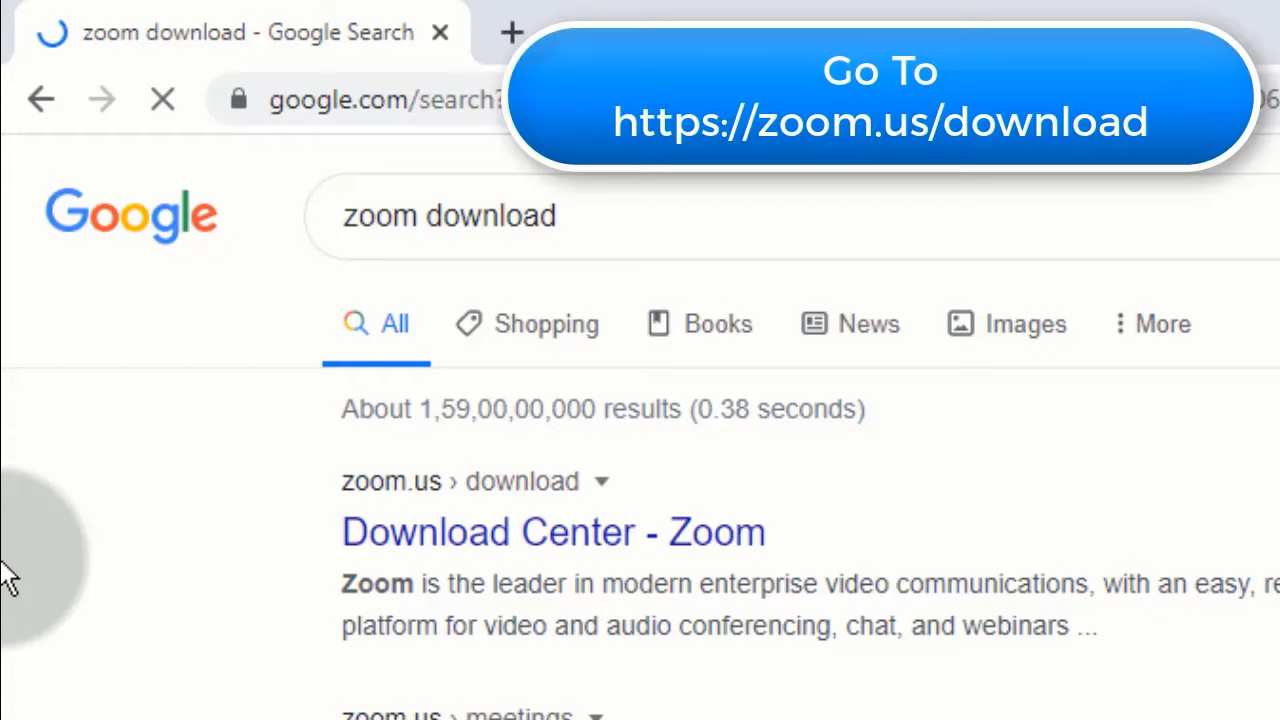 zoom download - Google Search
Go To
https://zoom.us/download
google.com/search?
06
Google
zoom download
All
Shopping
Books
News
Images
More
About 1,59,00,00,000 results (0.38 seconds)
zoom.us › download
Download Center - Zoom
Zoom is the leader in modern enterprise video communications, with an easy, re
platform for video and audio conferencing, chat, and webinars ...
zoom.us › meetings